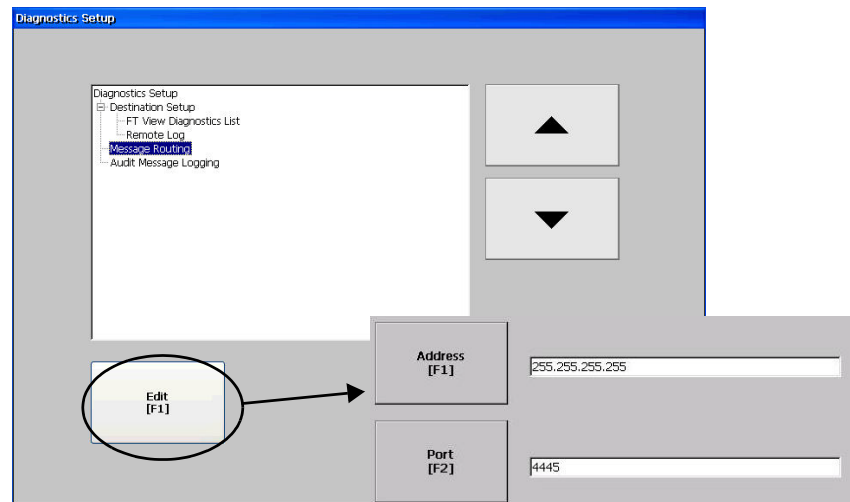 Diagnostics Setup
Diagnostics Setup
Destination Setup
FT View Diagnostics List
Remote Log
Message Routing
Audit Message Logging
Edit
[F1]
Address
[F1]
255.255.255.255
Port
[F2]
4445